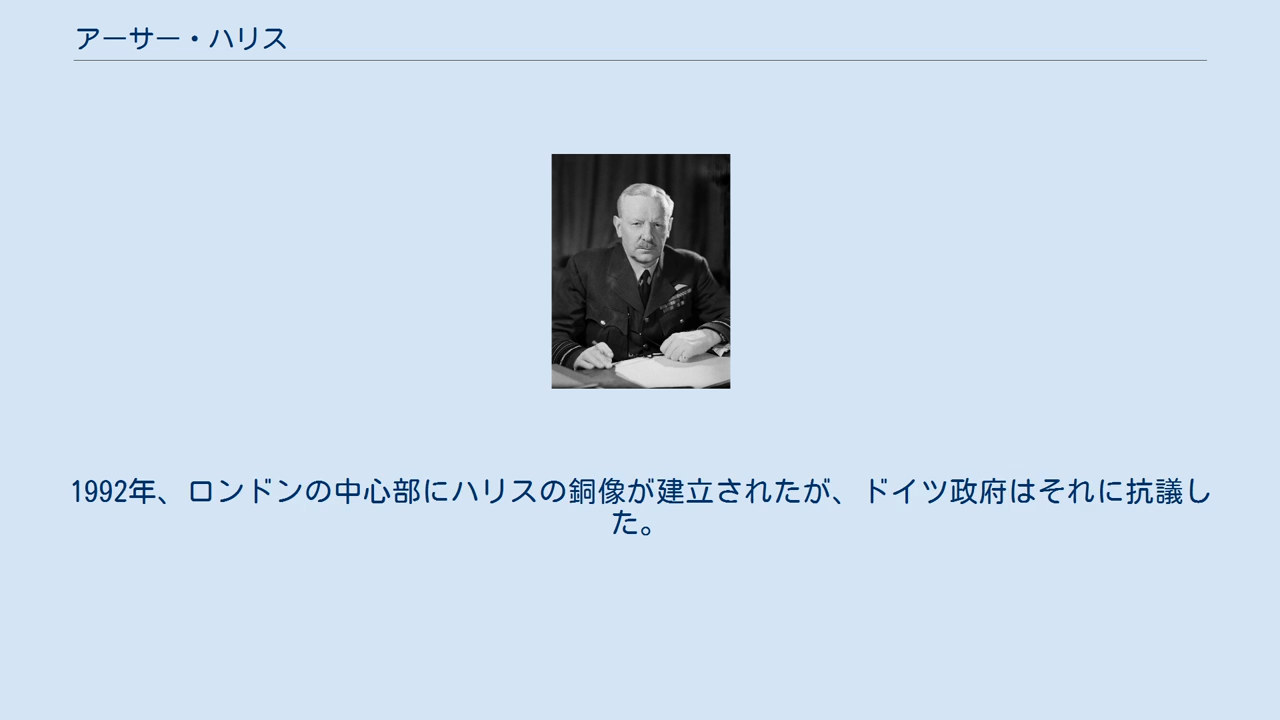 アーサー・ハリス
1992年、ロンドンの中心部にハリスの銅像が建立されたが、ドイツ政府はそれに抗議し
た。